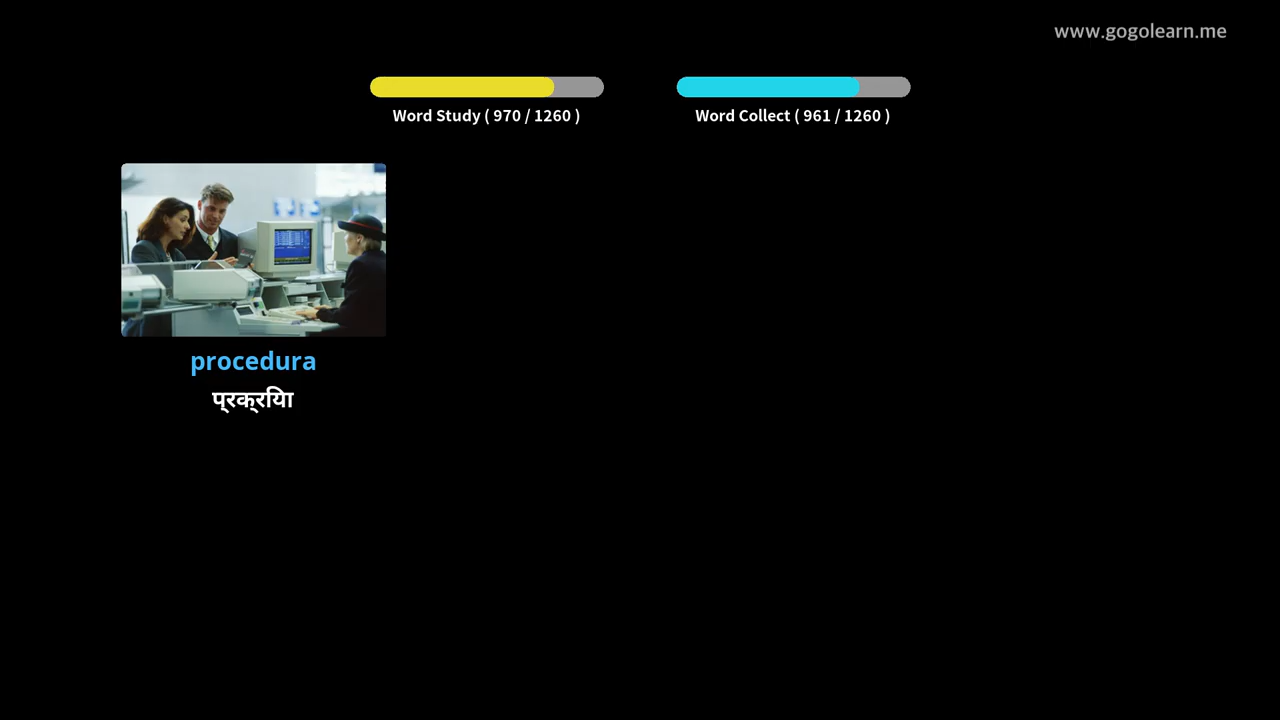 www.gogolearn.me
Word Study ( 970 / 1260 )
Word Collect ( 961 / 1260 )
procedura
प्रक्रिया